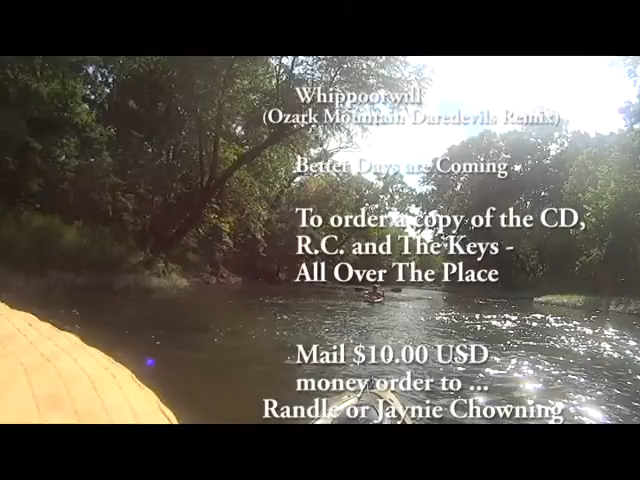 Whippoorwill
(Ozark Mountain Daredevils Remix)
Better Days are Coming
To order a copy of the CD,
R.C. and The Keys -
All Over The Place
Mail $10.00 USD
money order to ...
Randle or Jaynie Chowning